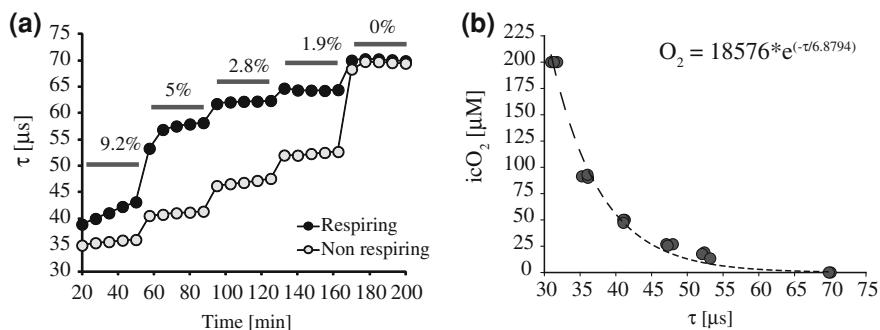 (a)
τ [μs]
75
70
65
60
55
50
45
40
35
30
9.2%
5%
2.8%
1.9%
0%
Respiring
Non respiring
20 40 60 80 100 120 140 160 180 200
Time [min]
(b)
O₂ = 18576*e^(-τ/6.8794)
icO₂ [μM]
225
200
175
150
125
100
75
50
25
0
30 35 40 45 50 55 60 65 70 75
τ [μs]